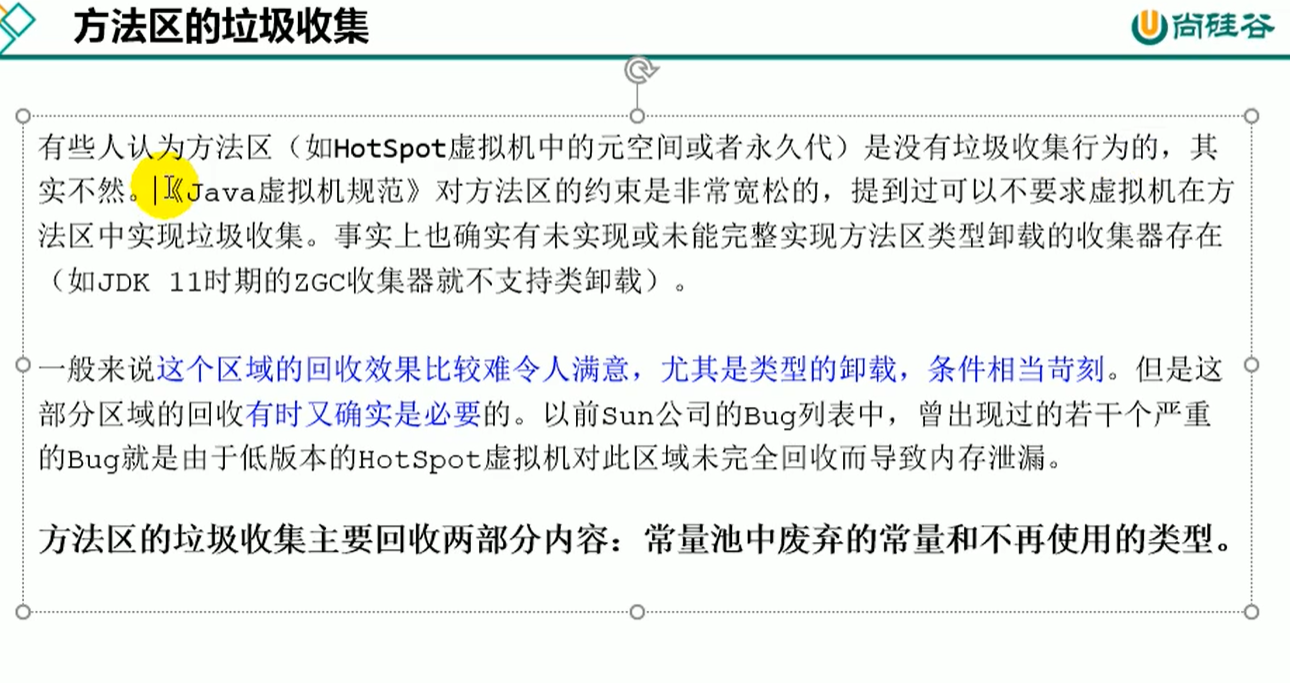 方法区的垃圾收集
尚硅谷
有些人认为方法区（如HotSpot虚拟机中的元空间或者永久代）是没有垃圾收集行为的，其
实不然。《Java虚拟机规范》对方法区的约束是非常宽松的，提到过可以不要求虚拟机在方
法区中实现垃圾收集。事实上也确实有未实现或未能完整实现方法区类型卸载的收集器存在
（如JDK 11时期的ZGC收集器就不支持类卸载）。
一般来说这个区域的回收效果比较难令人满意，尤其是类型的卸载，条件相当苛刻。但是这
部分区域的回收有时又确实是必要的。以前Sun公司的Bug列表中，曾出现过的若干个严重
的Bug就是由于低版本的HotSpot虚拟机对此区域未完全回收而导致内存泄漏。
方法区的垃圾收集主要回收两部分内容：常量池中废弃的常量和不再使用的类型。